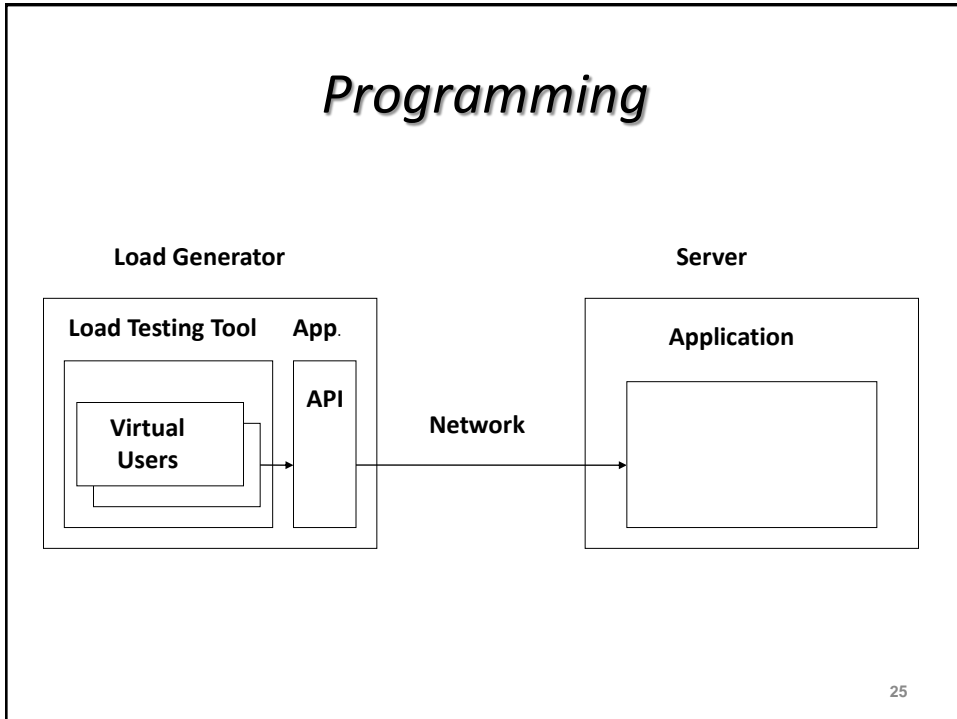 Programming
Load Generator
Server
Load Testing Tool
App.
Application
API
Virtual
Users
Network
25